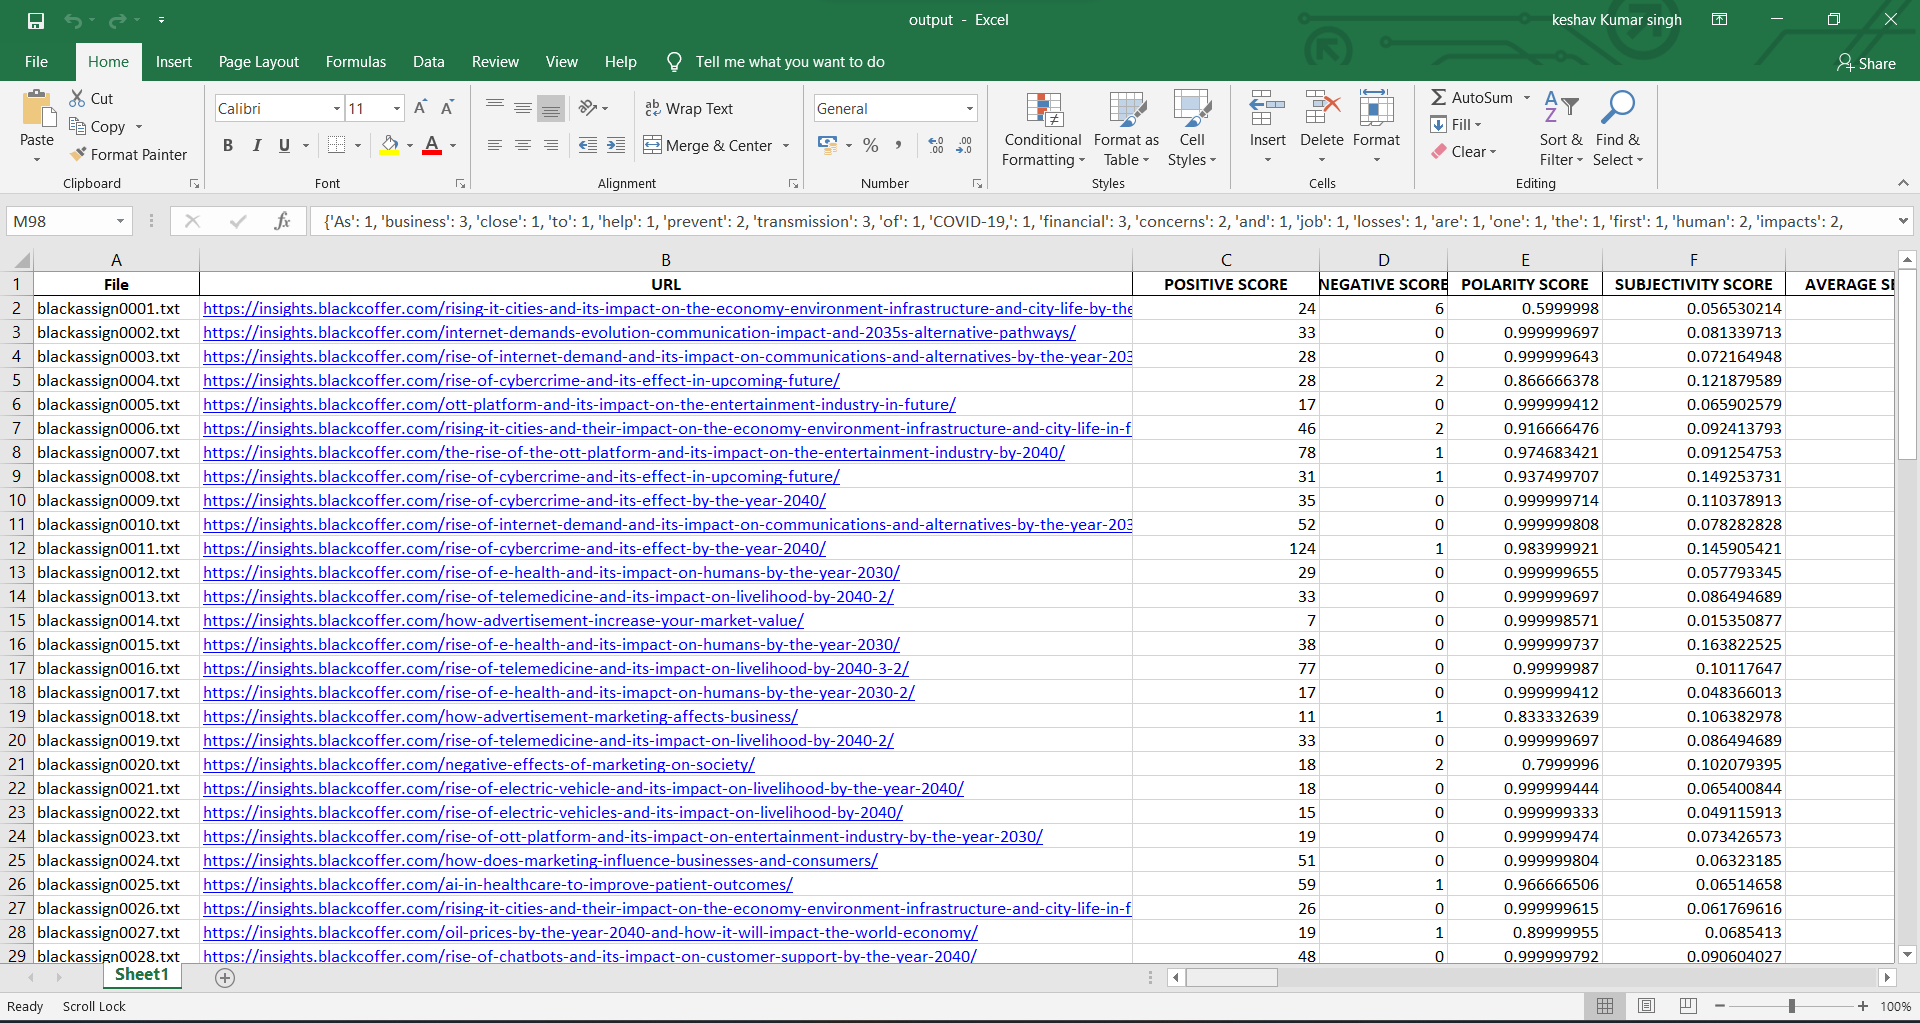 output - Excel
keshav Kumar singh
File Home Insert Page Layout Formulas Data Review View Help Tell me what you want to do Share
Paste
Cut
Copy
Format Painter
Clipboard
Calibri 11
B I U
Font
Wrap Text
Merge & Center
Alignment
General
Number
Conditional Formatting
Format as Table
Cell Styles
Styles
Insert Delete Format
Cells
AutoSum
Fill
Clear
Sort & Filter
Find & Select
Editing
M98 fx {'As': 1, 'business': 3, 'close': 1, 'to': 1, 'help': 1, 'prevent': 2, 'transmission': 3, 'of': 1, 'COVID-19,': 1, 'financial': 3, 'concerns': 2, 'and': 1, 'job': 1, 'losses': 1, 'are': 1, 'one': 1, 'the': 1, 'first': 1, 'human': 2, 'impacts': 2,
A B C D E F
1 File URL POSITIVE SCORE NEGATIVE SCORE POLARITY SCORE SUBJECTIVITY SCORE AVERAGE SE
2 blackassign0001.txt https://insights.blackcoffer.com/rising-it-cities-and-its-impact-on-the-economy-environment-infrastructure-and-city-life-by-the 24 6 0.5999998 0.056530214
3 blackassign0002.txt https://insights.blackcoffer.com/internet-demands-evolution-communication-impact-and-2035s-alternative-pathways/ 33 0 0.999999697 0.081339713
4 blackassign0003.txt https://insights.blackcoffer.com/rise-of-internet-demand-and-its-impact-on-communications-and-alternatives-by-the-year-203 28 0 0.999999643 0.072164948
5 blackassign0004.txt https://insights.blackcoffer.com/rise-of-cybercrime-and-its-effect-in-upcoming-future/ 28 2 0.866666378 0.121879589
6 blackassign0005.txt https://insights.blackcoffer.com/ott-platform-and-its-impact-on-the-entertainment-industry-in-future/ 17 0 0.999999412 0.065902579
7 blackassign0006.txt https://insights.blackcoffer.com/rising-it-cities-and-their-impact-on-the-economy-environment-infrastructure-and-city-life-in-f 46 2 0.916666476 0.092413793
8 blackassign0007.txt https://insights.blackcoffer.com/the-rise-of-the-ott-platform-and-its-impact-on-the-entertainment-industry-by-2040/ 78 1 0.974683421 0.091254753
9 blackassign0008.txt https://insights.blackcoffer.com/rise-of-cybercrime-and-its-effect-in-upcoming-future/ 31 1 0.937499707 0.149253731
10 blackassign0009.txt https://insights.blackcoffer.com/rise-of-cybercrime-and-its-effect-by-the-year-2040/ 35 0 0.999999714 0.110378913
11 blackassign0010.txt https://insights.blackcoffer.com/rise-of-internet-demand-and-its-impact-on-communications-and-alternatives-by-the-year-203 52 0 0.999999808 0.078282828
12 blackassign0011.txt https://insights.blackcoffer.com/rise-of-cybercrime-and-its-effect-by-the-year-2040/ 124 1 0.983999921 0.145905421
13 blackassign0012.txt https://insights.blackcoffer.com/rise-of-e-health-and-its-impact-on-humans-by-the-year-2030/ 29 0 0.999999655 0.057793345
14 blackassign0013.txt https://insights.blackcoffer.com/rise-of-telemedicine-and-its-impact-on-livelihood-by-2040-2/ 33 0 0.999999697 0.086494689
15 blackassign0014.txt https://insights.blackcoffer.com/how-advertisement-increase-your-market-value/ 7 0 0.999998571 0.015350877
16 blackassign0015.txt https://insights.blackcoffer.com/rise-of-e-health-and-its-impact-on-humans-by-the-year-2030/ 38 0 0.999999737 0.163822525
17 blackassign0016.txt https://insights.blackcoffer.com/rise-of-telemedicine-and-its-impact-on-livelihood-by-2040-3-2/ 77 0 0.99999987 0.10117647
18 blackassign0017.txt https://insights.blackcoffer.com/rise-of-e-health-and-its-imapct-on-humans-by-the-year-2030-2/ 17 0 0.999999412 0.048366013
19 blackassign0018.txt https://insights.blackcoffer.com/how-advertisement-marketing-affects-business/ 11 1 0.833332639 0.106382978
20 blackassign0019.txt https://insights.blackcoffer.com/rise-of-telemedicine-and-its-impact-on-livelihood-by-2040-2/ 33 0 0.999999697 0.086494689
21 blackassign0020.txt https://insights.blackcoffer.com/negative-effects-of-marketing-on-society/ 18 2 0.7999996 0.102079395
22 blackassign0021.txt https://insights.blackcoffer.com/rise-of-electric-vehicle-and-its-impact-on-livelihood-by-the-year-2040/ 18 0 0.999999444 0.065400844
23 blackassign0022.txt https://insights.blackcoffer.com/rise-of-electric-vehicles-and-its-impact-on-livelihood-by-2040/ 15 0 0.999999333 0.049115913
24 blackassign0023.txt https://insights.blackcoffer.com/rise-of-ott-platform-and-its-impact-on-entertainment-industry-by-the-year-2030/ 19 0 0.999999474 0.073426573
25 blackassign0024.txt https://insights.blackcoffer.com/how-does-marketing-influence-businesses-and-consumers/ 51 0 0.999999804 0.06323185
26 blackassign0025.txt https://insights.blackcoffer.com/ai-in-healthcare-to-improve-patient-outcomes/ 59 1 0.966666506 0.06514658
27 blackassign0026.txt https://insights.blackcoffer.com/rising-it-cities-and-their-impact-on-the-economy-environment-infrastructure-and-city-life-in-f 26 0 0.999999615 0.061769616
28 blackassign0027.txt https://insights.blackcoffer.com/oil-prices-by-the-year-2040-and-how-it-will-impact-the-world-economy/ 19 1 0.89999955 0.0685413
29 blackassign0028.txt https://insights.blackcoffer.com/rise-of-chatbots-and-its-impact-on-customer-support-by-the-year-2040/ 48 0 0.999999792 0.090604027
Sheet1
Ready Scroll Lock 100%